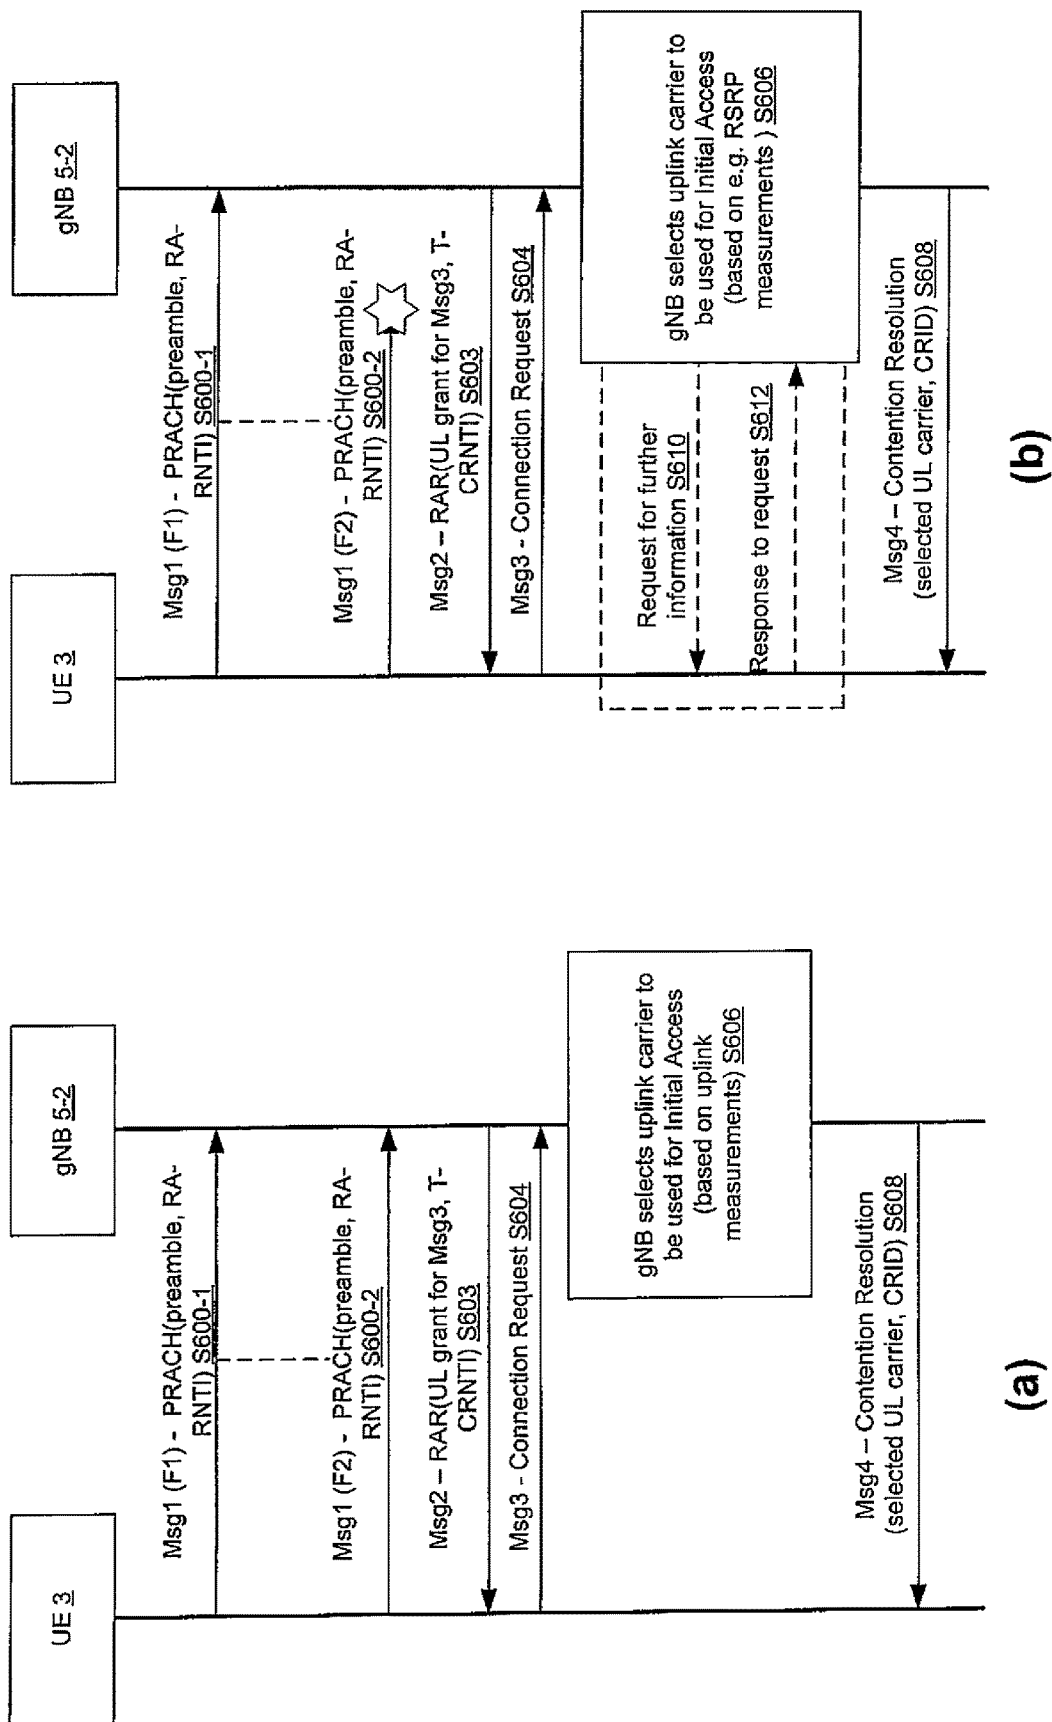 UE 3
gNB 5-2
Msg1 (F1) - PRACH(preamble, RA-
RNTI) S600-1
Msg1 (F2) - PRACH(preamble, RA-
RNTI) S600-2
Msg2 – RAR(UL grant for Msg3, T-
CRNTI) S603
Msg3 - Connection Request S604
gNB selects uplink carrier to
be used for Initial Access
(based on uplink
measurements) S606
Msg4 – Contention Resolution
(selected UL carrier, CRID) S608
(a)
UE 3
gNB 5-2
Msg1 (F1) - PRACH(preamble, RA-
RNTI) S600-1
Msg1 (F2) - PRACH(preamble, RA-
RNTI) S600-2
Msg2 – RAR(UL grant for Msg3, T-
CRNTI) S603
Msg3 - Connection Request S604
gNB selects uplink carrier to
be used for Initial Access
(based on e.g. RSRP
measurements ) S606
Request for further
information S610
Response to request S612
Msg4 – Contention Resolution
(selected UL carrier, CRID) S608
(b)